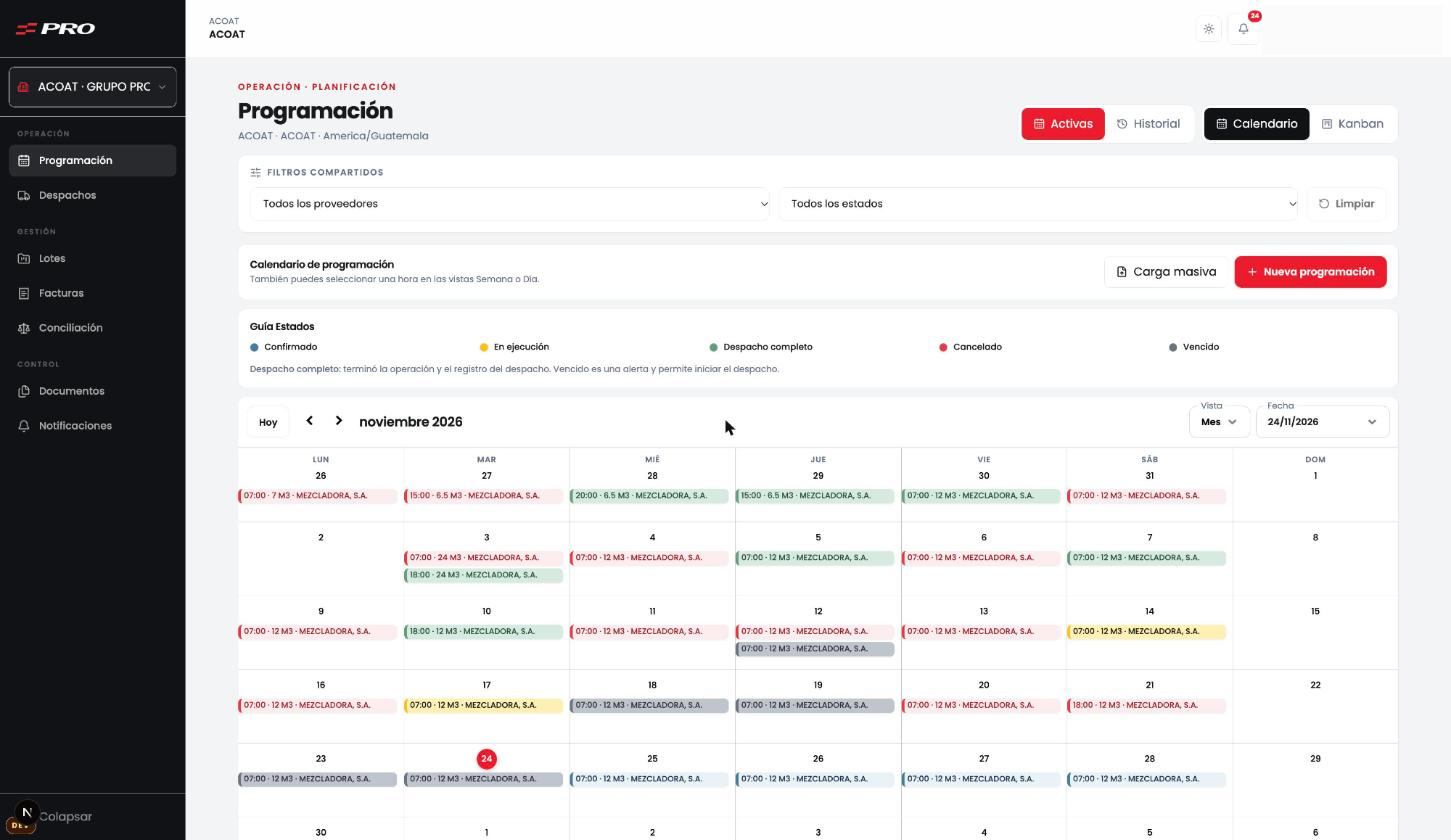 PRO
ACOAT · GRUPO PRO
OPERACIÓN
Programación
Despachos
GESTIÓN
Lotes
Facturas
Conciliación
CONTROL
Documentos
Notificaciones
N
Colapsar
ACOAT
ACOAT
24
OPERACIÓN · PLANIFICACIÓN
Programación
ACOAT · ACOAT · America/Guatemala
Activas Historial Calendario Kanban
FILTROS COMPARTIDOS
Todos los proveedores Todos los estados Limpiar
Calendario de programación
También puedes seleccionar una hora en las vistas Semana o Día.
Carga masiva + Nueva programación
Guía Estados
Confirmado En ejecución Despacho completo Cancelado Vencido
Despacho completo: terminó la operación y el registro del despacho. Vencido es una alerta y permite iniciar el despacho.
Hoy noviembre 2026
Vista Fecha
Mes 24/11/2026
LUN MAR MIÉ JUE VIE SÁB DOM
26 27 28 29 30 31 1
07:00 · 7 M3 · MEZCLADORA, S.A. 15:00 · 6.5 M3 · MEZCLADORA, S.A. 20:00 · 6.5 M3 · MEZCLADORA, S.A. 15:00 · 6.5 M3 · MEZCLADORA, S.A. 07:00 · 12 M3 · MEZCLADORA, S.A. 07:00 · 12 M3 · MEZCLADORA, S.A.
2 3 4 5 6 7 8
07:00 · 24 M3 · MEZCLADORA, S.A. 07:00 · 12 M3 · MEZCLADORA, S.A. 07:00 · 12 M3 · MEZCLADORA, S.A. 07:00 · 12 M3 · MEZCLADORA, S.A. 07:00 · 12 M3 · MEZCLADORA, S.A.
18:00 · 24 M3 · MEZCLADORA, S.A.
9 10 11 12 13 14 15
07:00 · 12 M3 · MEZCLADORA, S.A. 18:00 · 12 M3 · MEZCLADORA, S.A. 07:00 · 12 M3 · MEZCLADORA, S.A. 07:00 · 12 M3 · MEZCLADORA, S.A. 07:00 · 12 M3 · MEZCLADORA, S.A. 07:00 · 12 M3 · MEZCLADORA, S.A.
07:00 · 12 M3 · MEZCLADORA, S.A.
16 17 18 19 20 21 22
07:00 · 12 M3 · MEZCLADORA, S.A. 07:00 · 12 M3 · MEZCLADORA, S.A. 07:00 · 12 M3 · MEZCLADORA, S.A. 07:00 · 12 M3 · MEZCLADORA, S.A. 07:00 · 12 M3 · MEZCLADORA, S.A. 18:00 · 12 M3 · MEZCLADORA, S.A.
23 24 25 26 27 28 29
07:00 · 12 M3 · MEZCLADORA, S.A. 07:00 · 12 M3 · MEZCLADORA, S.A. 07:00 · 12 M3 · MEZCLADORA, S.A. 07:00 · 12 M3 · MEZCLADORA, S.A. 07:00 · 12 M3 · MEZCLADORA, S.A. 07:00 · 12 M3 · MEZCLADORA, S.A.
30 1 2 3 4 5 6